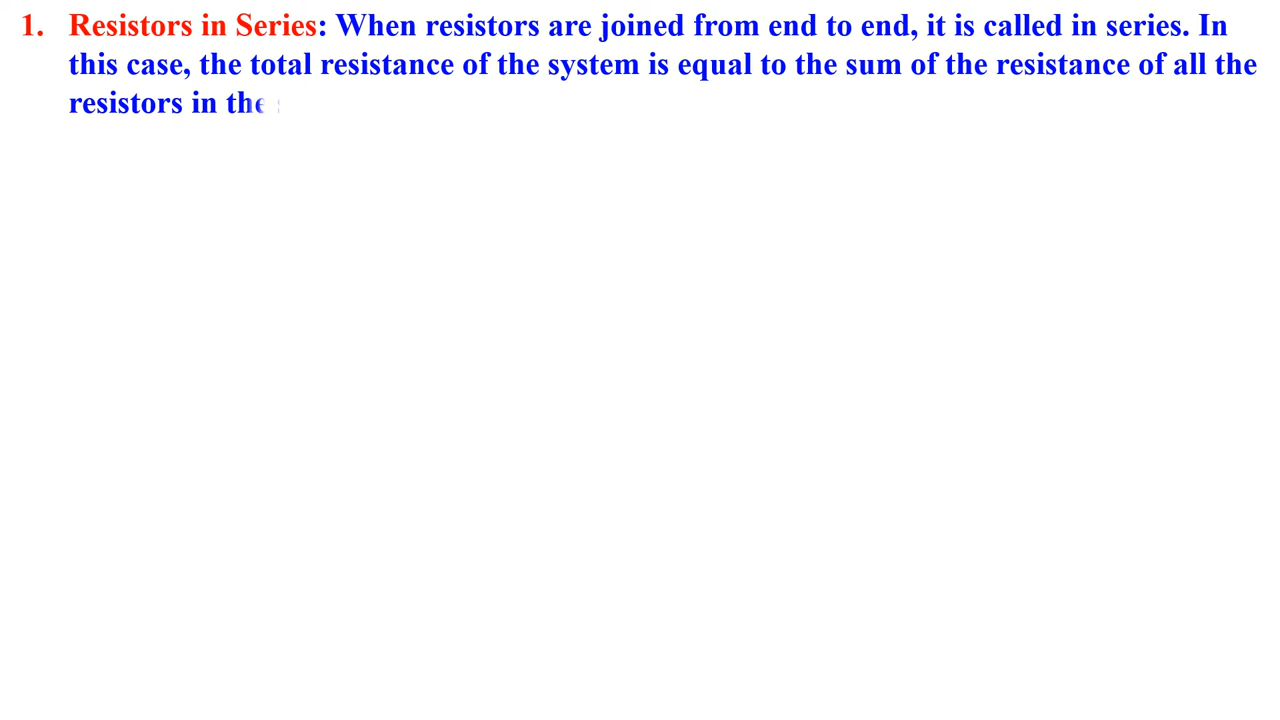 1. Resistors in Series: When resistors are joined from end to end, it is called in series. In
this case, the total resistance of the system is equal to the sum of the resistance of all the
resistors in the